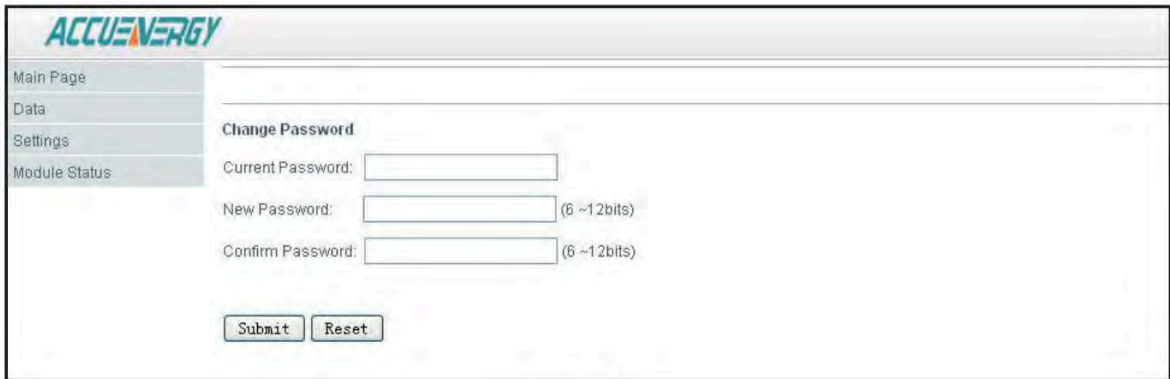 ACCUENERGY
Main Page
Data
Settings
Module Status
Change Password
Current Password:
New Password: (6 ~12bits)
Confirm Password: (6 ~12bits)
Submit Reset